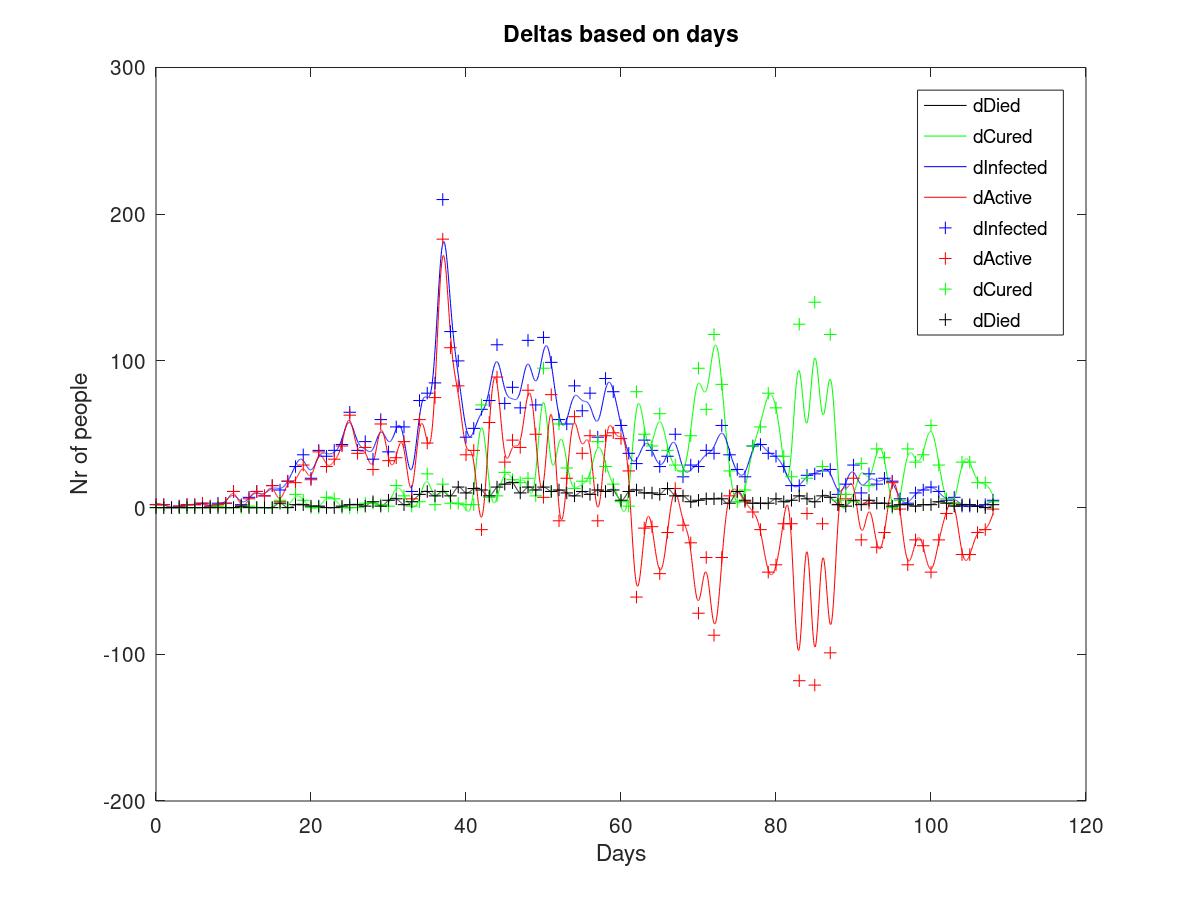 Deltas based on days
300
200
100
0
-100
-200
Nr of people
0 20 40 60 80 100 120
Days
dDied
dCured
dInfected
dActive
dInfected
dActive
dCured
dDied